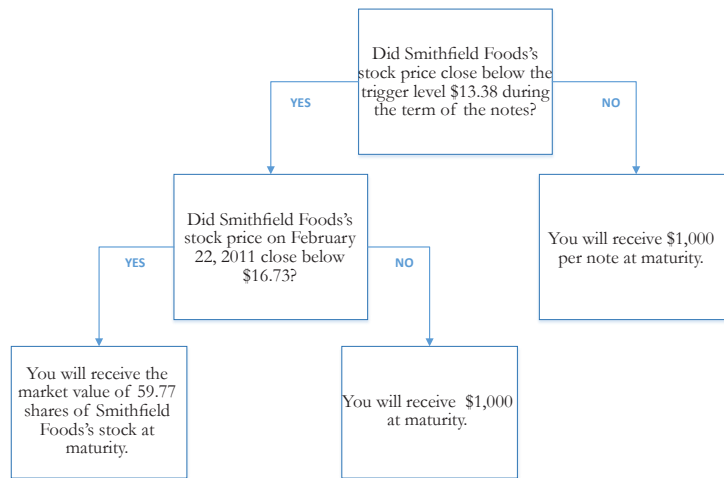 Did Smithfield Foods's
stock price close below the
trigger level $13.38 during
the term of the notes?
YES
NO
Did Smithfield Foods's
stock price on February
22, 2011 close below
$16.73?
You will receive $1,000
per note at maturity.
YES
NO
You will receive the
market value of 59.77
shares of Smithfield
Foods's stock at
maturity.
You will receive $1,000
at maturity.